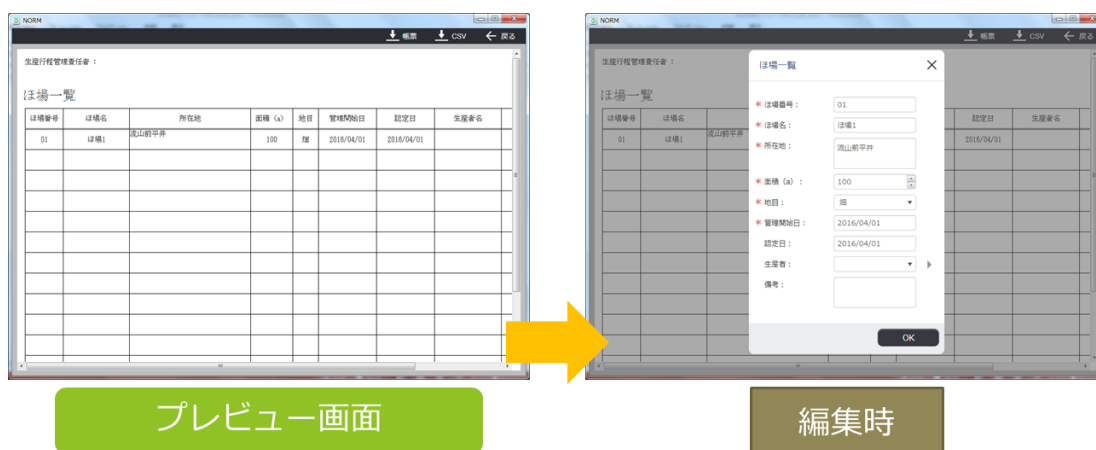 NORM
帳票 CSV 戻る
生産行程管理責任者 :
ほ場一覧
ほ場番号 ほ場名 所在地 面積 (a) 地目 管理開始日 認定日 生産者名
01 ほ場1 流山前平井 100 畑 2016/04/01 2016/04/01
プレビュー画面
NORM
帳票 CSV 戻る
生産行程管理責任者 :
ほ場一覧
ほ場番号 ほ場名 認定日 生産者名
01 ほ場1 流山前平井 2016/04/01
ほ場一覧
* ほ場番号: 01
* ほ場名: ほ場1
* 所在地: 流山前平井
* 面積 (a) : 100
* 地目: 畑
* 管理開始日: 2016/04/01
認定日: 2016/04/01
生産者:
備考:
OK
編集時